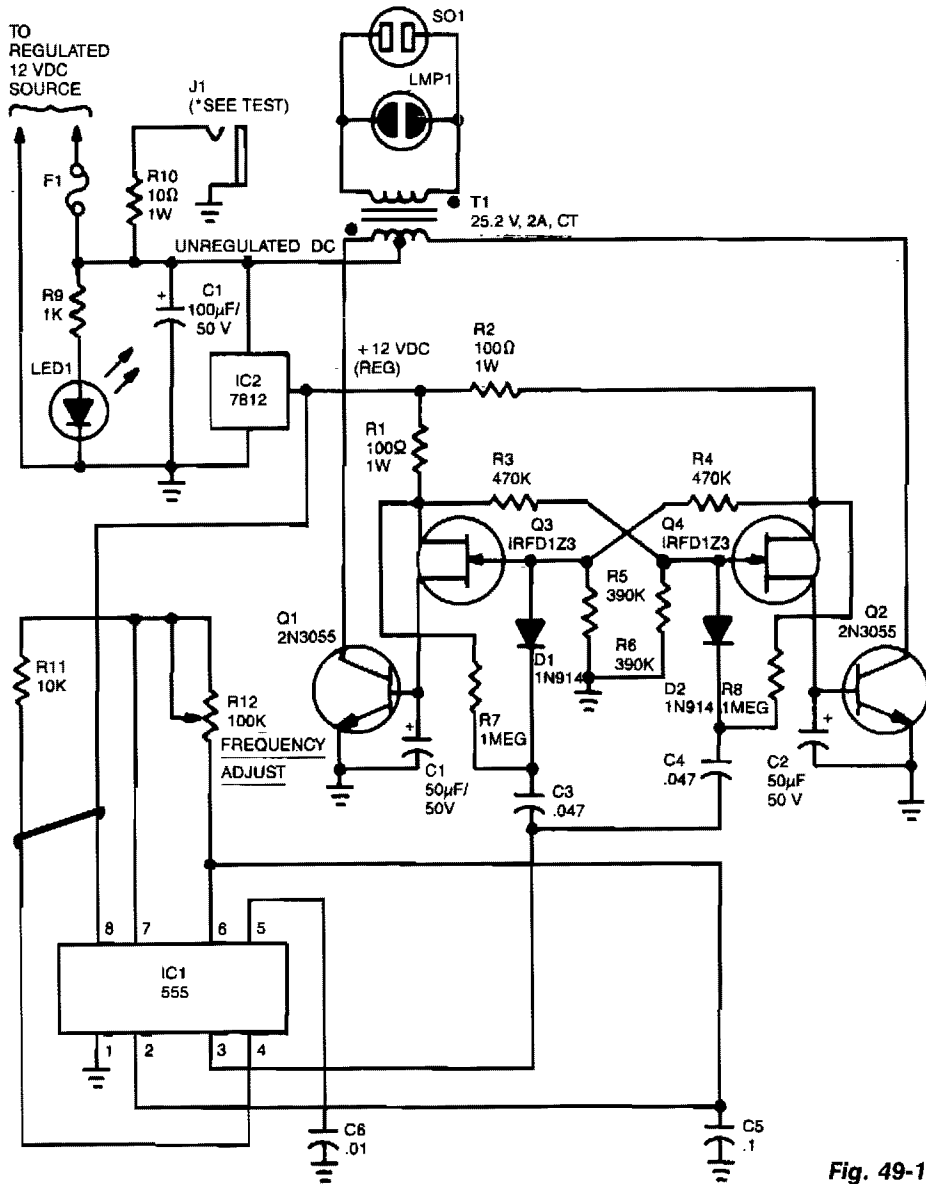 TO
REGULATED
12 VDC
SOURCE
SO1
LMP1
J1
(*SEE TEST)
F1
R10
10Ω
1W
T1
25.2 V, 2A, CT
UNREGULATED DC
R9
1K
C1
100µF/
50 V
LED1
IC2
7812
+ 12 VDC
(REG)
R2
100Ω
1W
R1
100Ω
1W
R3
470K
R4
470K
Q3
IRFD1Z3
Q4
IRFD1Z3
R5
390K
R6
390K
Q1
2N3055
Q2
2N3055
D1
1N914
D2
1N914
R8
1MEG
R7
1MEG
R11
10K
R12
100K
FREQUENCY
ADJUST
+
C1
50µF/
50V
C3
.047
C4
.047
+
C2
50µF
50 V
+
8
7
6
5
IC1
555
1
2
3
4
C6
.01
C5
.1
Fig. 49-1